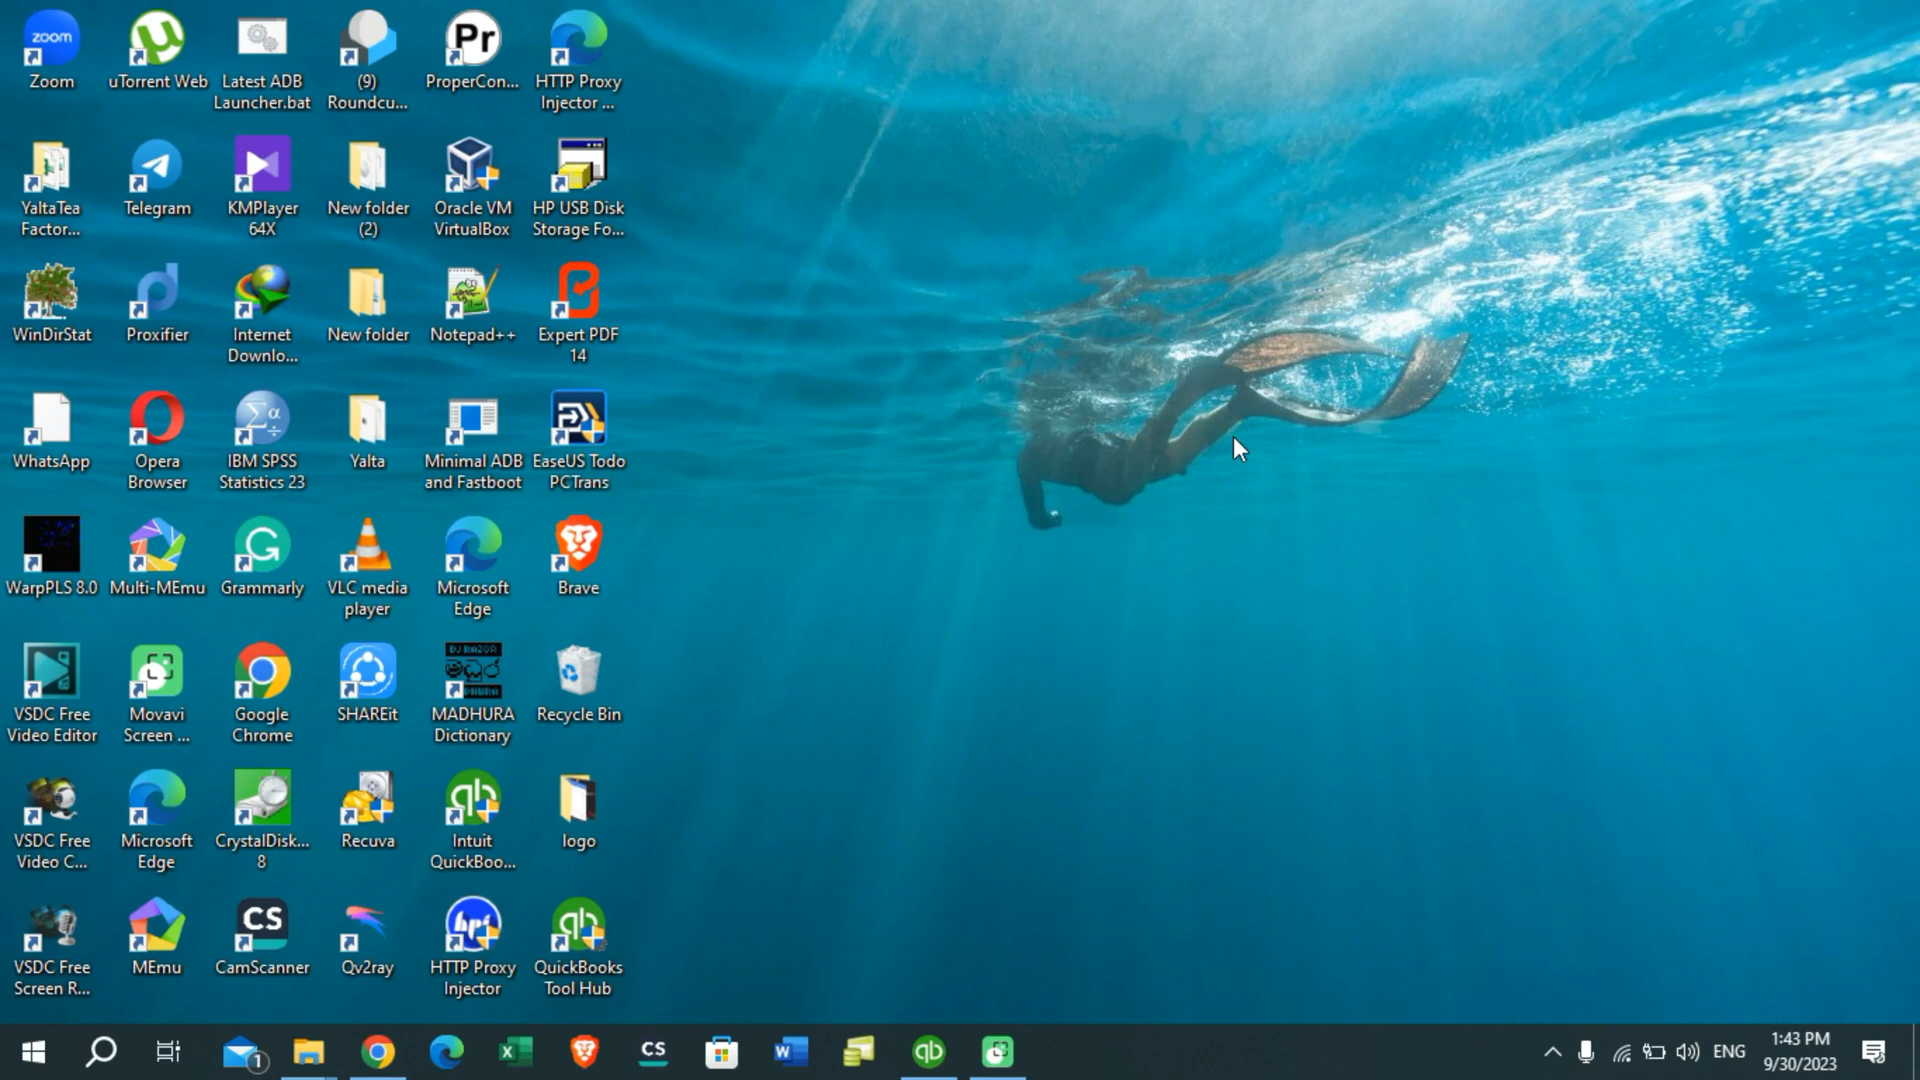 Zoom
uTorrent Web
Latest ADB
Launcher.bat
(9)
Roundcu...
ProperCon...
HTTP Proxy
Injector ...
YaltaTea
Factor...
Telegram
KMPlayer
64X
New folder
(2)
Oracle VM
VirtualBox
HP USB Disk
Storage Fo...
WinDirStat
Proxifier
Internet
Downlo...
New folder
Notepad++
Expert PDF
14
WhatsApp
Opera
Browser
IBM SPSS
Statistics 23
Yalta
Minimal ADB
and Fastboot
EaseUS Todo
PCTrans
WarpPLS 8.0
Multi-MEmu
Grammarly
VLC media
player
Microsoft
Edge
Brave
VSDC Free
Video Editor
Movavi
Screen ...
Google
Chrome
SHAREit
MADHURA
Dictionary
Recycle Bin
VSDC Free
Video C...
Microsoft
Edge
CrystalDisk...
8
Recuva
Intuit
QuickBoo...
logo
VSDC Free
Screen R...
MEmu
CamScanner
Qv2ray
HTTP Proxy
Injector
QuickBooks
Tool Hub
zoom
Pr
CS
hpi
1
CS
ENG
1:43 PM
9/30/2023